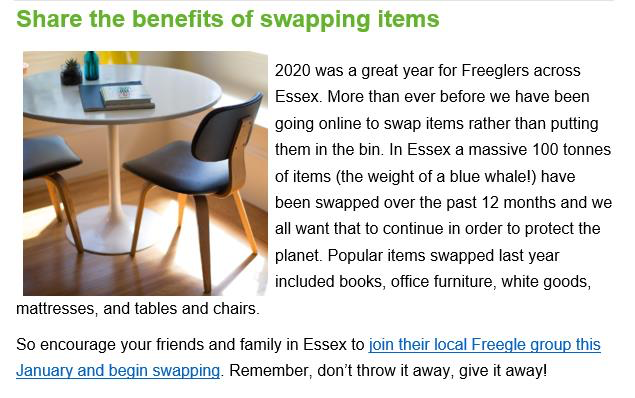 Share the benefits of swapping items
2020 was a great year for Freeglers across
Essex. More than ever before we have been
going online to swap items rather than putting
them in the bin. In Essex a massive 100 tonnes
of items (the weight of a blue whale!) have
been swapped over the past 12 months and we
all want that to continue in order to protect the
planet. Popular items swapped last year
included books, office furniture, white goods,
mattresses, and tables and chairs.
So encourage your friends and family in Essex to join their local Freegle group this
January and begin swapping. Remember, don’t throw it away, give it away!